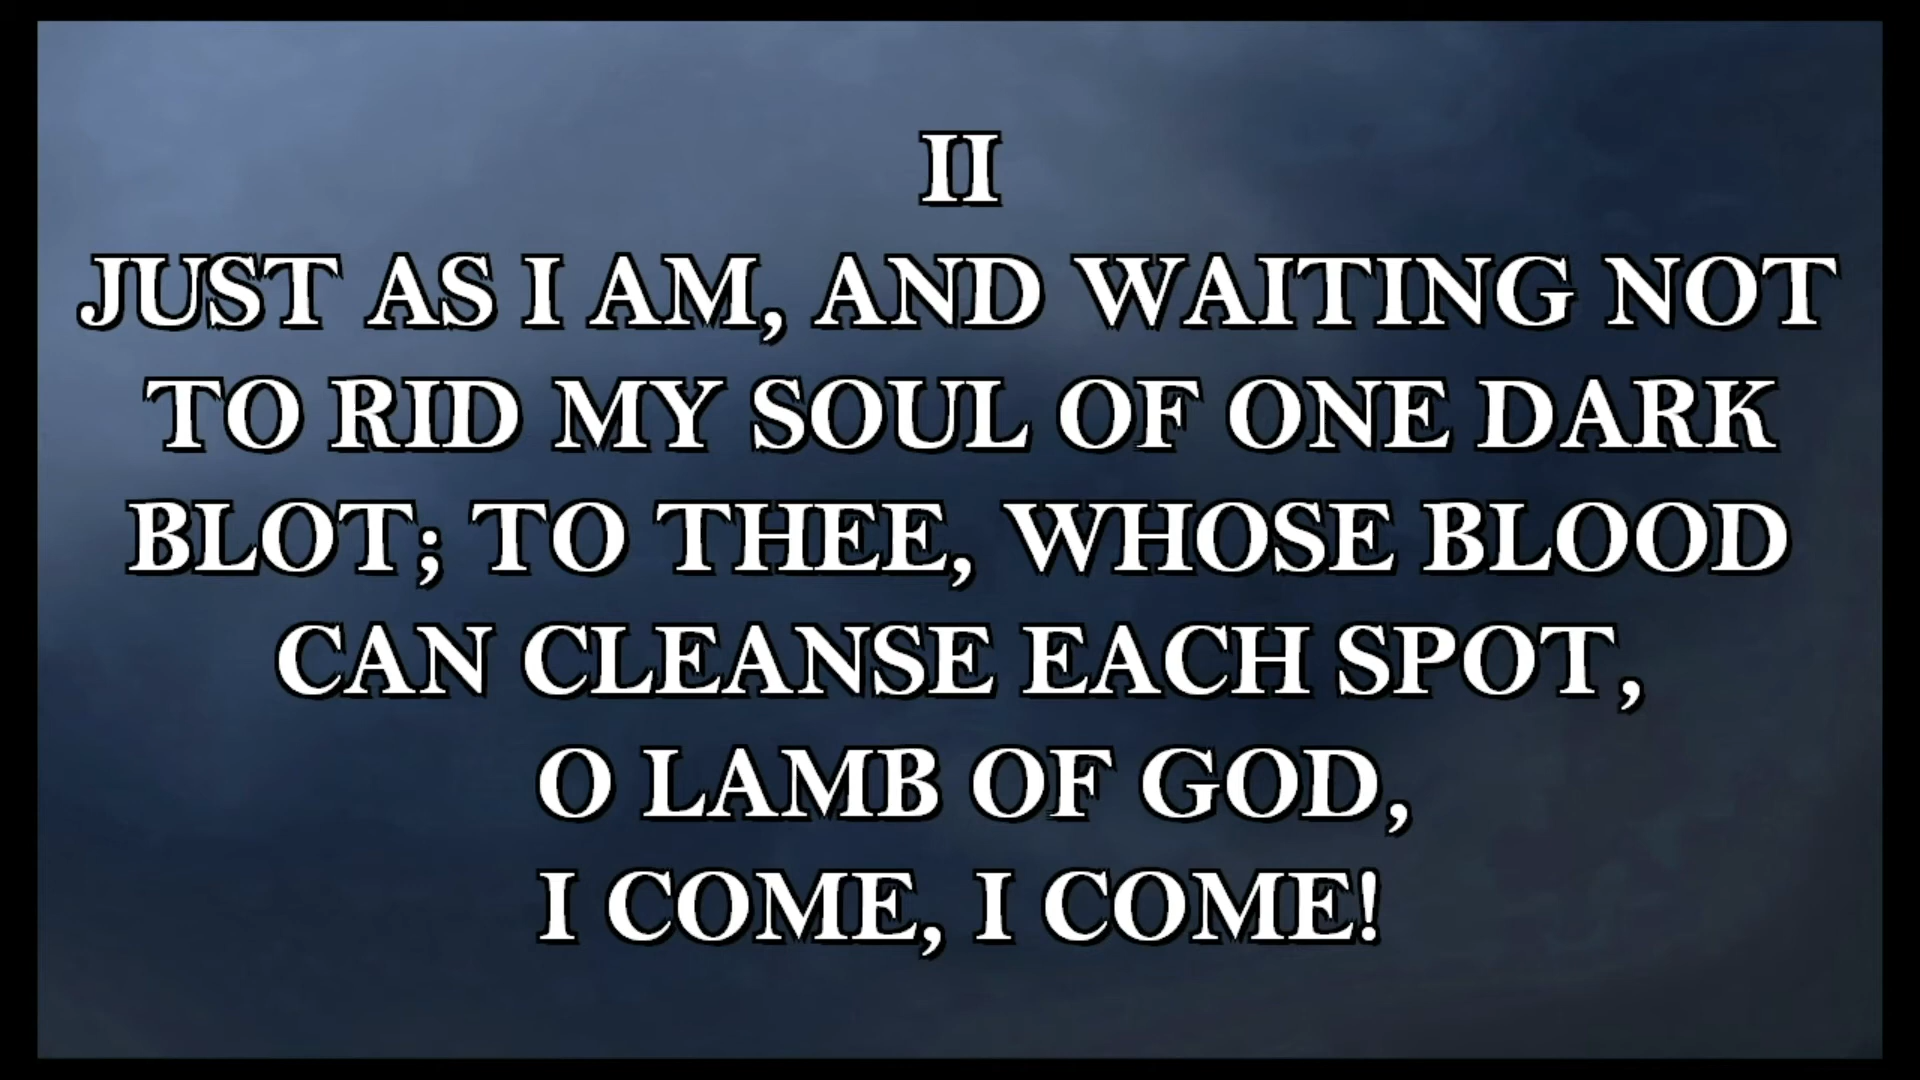 II
JUST AS I AM, AND WAITING NOT
TO RID MY SOUL OF ONE DARK
BLOT; TO THEE, WHOSE BLOOD
CAN CLEANSE EACH SPOT,
O LAMB OF GOD,
I COME, I COME!